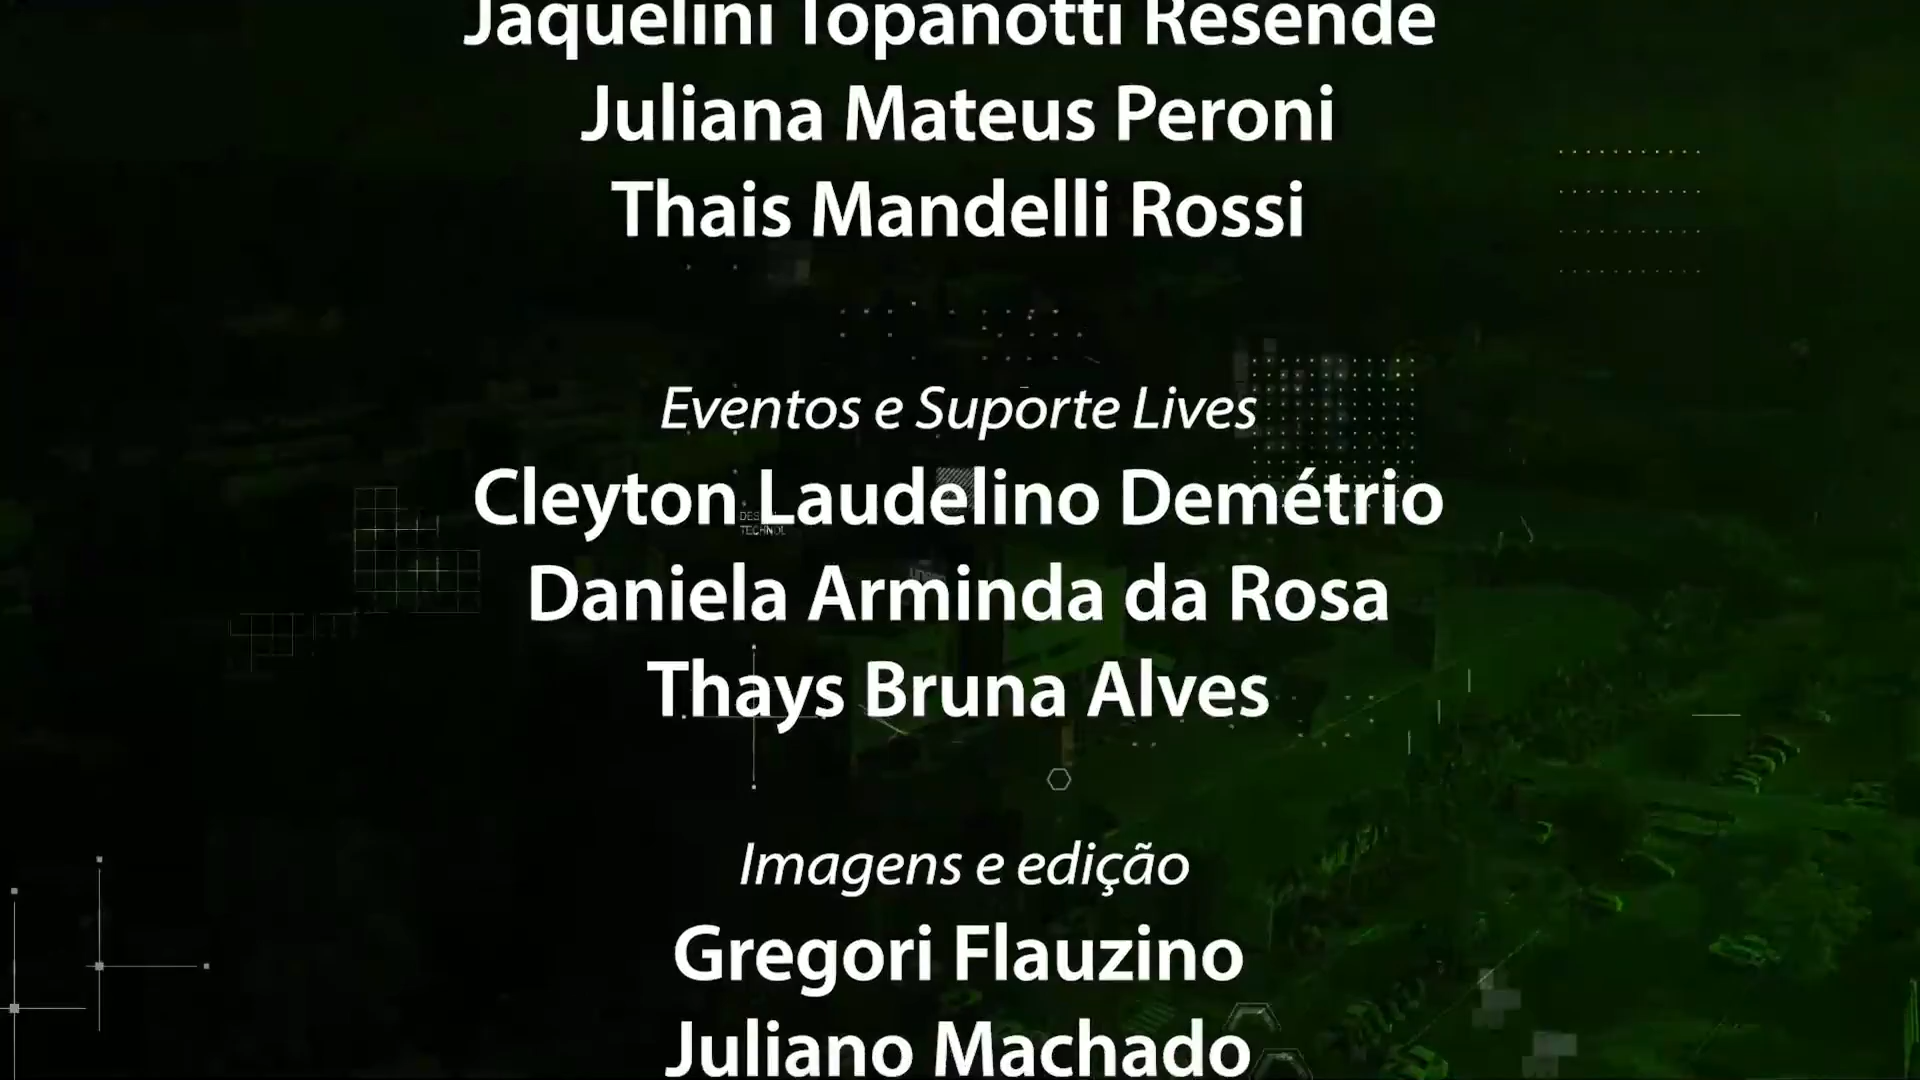 Jaquelini Topanotti Resende
Juliana Mateus Peroni
Thais Mandelli Rossi
Eventos e Suporte Lives
Cleyton Laudelino Demétrio
Daniela Arminda da Rosa
Thays Bruna Alves
Imagens e edição
Gregori Flauzino
Juliano Machado